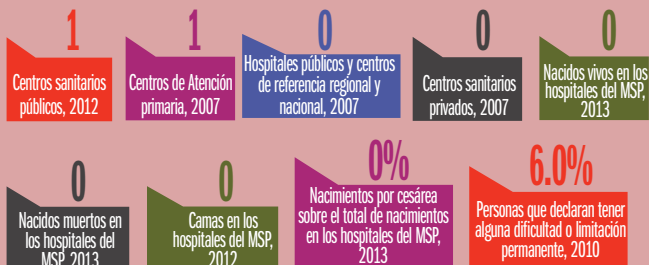 1
Centros sanitarios
públicos, 2012
1
Centros de Atención
primaria, 2007
0
Hospitales públicos y centros
de referencia regional y
nacional, 2007
0
Centros sanitarios
privados, 2007
0
Nacidos vivos en los
hospitales del MSP,
2013
0
Nacidos muertos en
los hospitales del
MSP, 2013
0
Camas en los
hospitales del MSP,
2012
0%
Nacimientos por cesárea
sobre el total de nacimientos
en los hospitales del MSP,
2013
6.0%
Personas que declaran tener
alguna dificultad o limitación
permanente, 2010